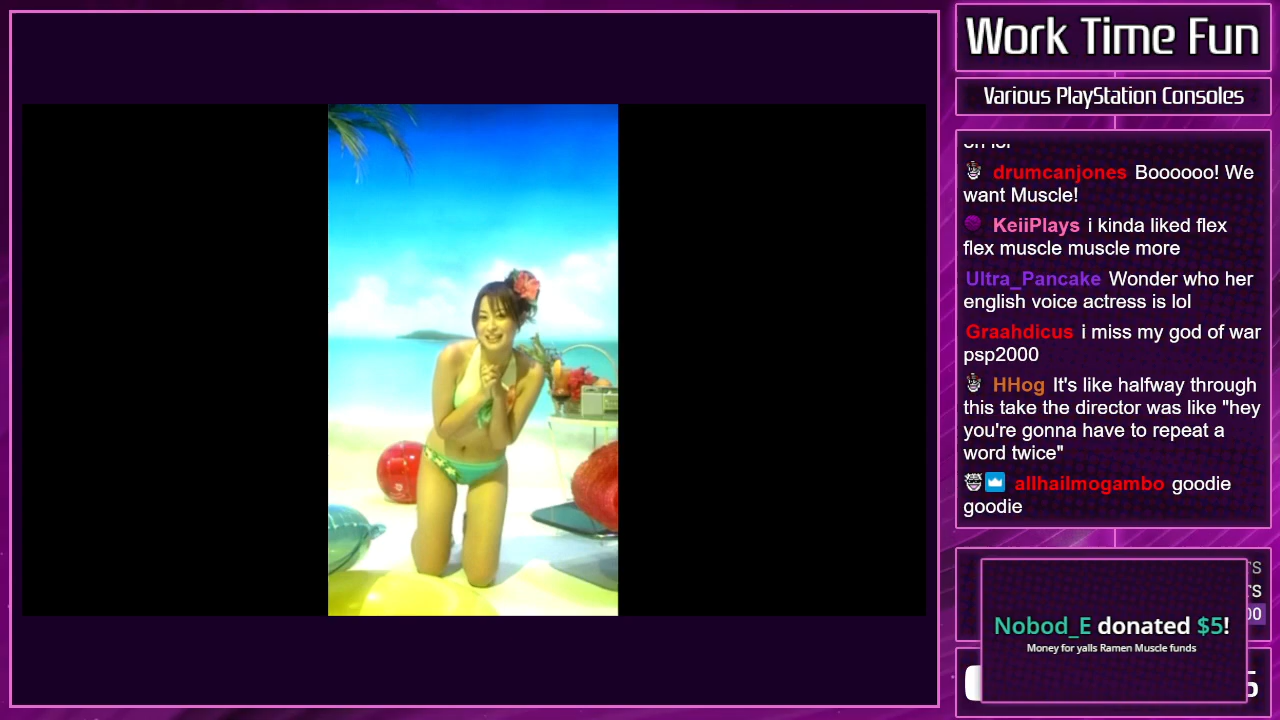 Work Time Fun
Various PlayStation Consoles
drumcanjones Boooooo! We
want Muscle!
KeiiPlays i kinda liked flex
flex muscle muscle more
Ultra_Pancake Wonder who her
english voice actress is lol
Graahdicus i miss my god of war
psp2000
HHog It's like halfway through
this take the director was like "hey
you're gonna have to repeat a
word twice"
allhailmogambo goodie
goodie
Nobod_E donated $5!
Money for yalls Ramen Muscle funds